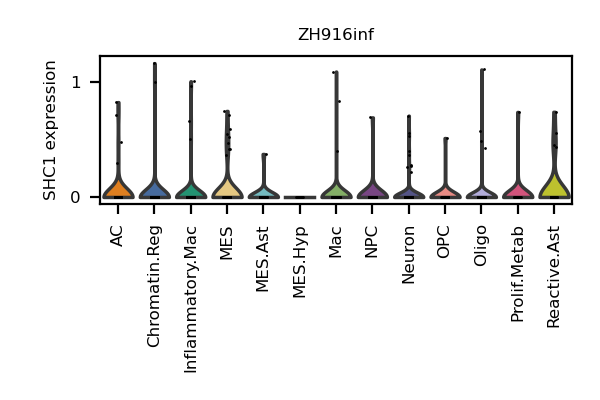 ZH916inf
SHC1 expression
1
0
AC
Chromatin.Reg
Inflammatory.Mac
MES
MES.Ast
MES.Hyp
Mac
NPC
Neuron
OPC
Oligo
Prolif.Metab
Reactive.Ast